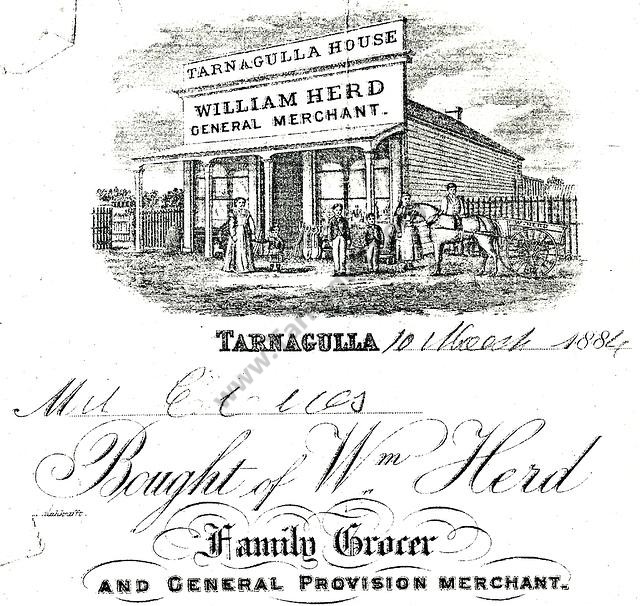 TARNAGULLA HOUSE
WILLIAM HERD
GENERAL MERCHANT.
TARNAGULLA 10 March 1884
Bought of Wm Herd
Family Grocer
AND GENERAL PROVISION MERCHANT.